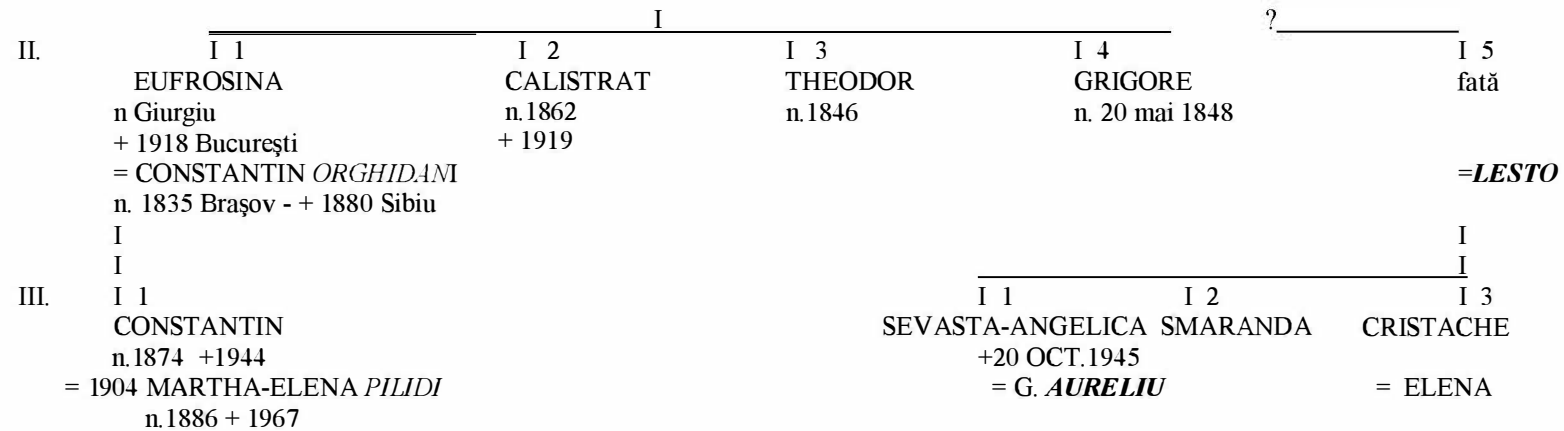 I ?
II. I 1 I 2 I 3 I 4 I 5
EUFROSINA CALISTRAT THEODOR GRIGORE fată
n Giurgiu n.1862 n.1846 n. 20 mai 1848
+ 1918 Bucureşti + 1919
= CONSTANTIN ORGHIDANI =LESTO
n. 1835 Braşov - + 1880 Sibiu
I I
I I
III. I 1 I 1 I 2 I 3
CONSTANTIN SEVASTA-ANGELICA SMARANDA CRISTACHE
n.1874 +1944 +20 OCT.1945
= 1904 MARTHA-ELENA PILIDI = G. AURELIU = ELENA
n.1886 + 1967